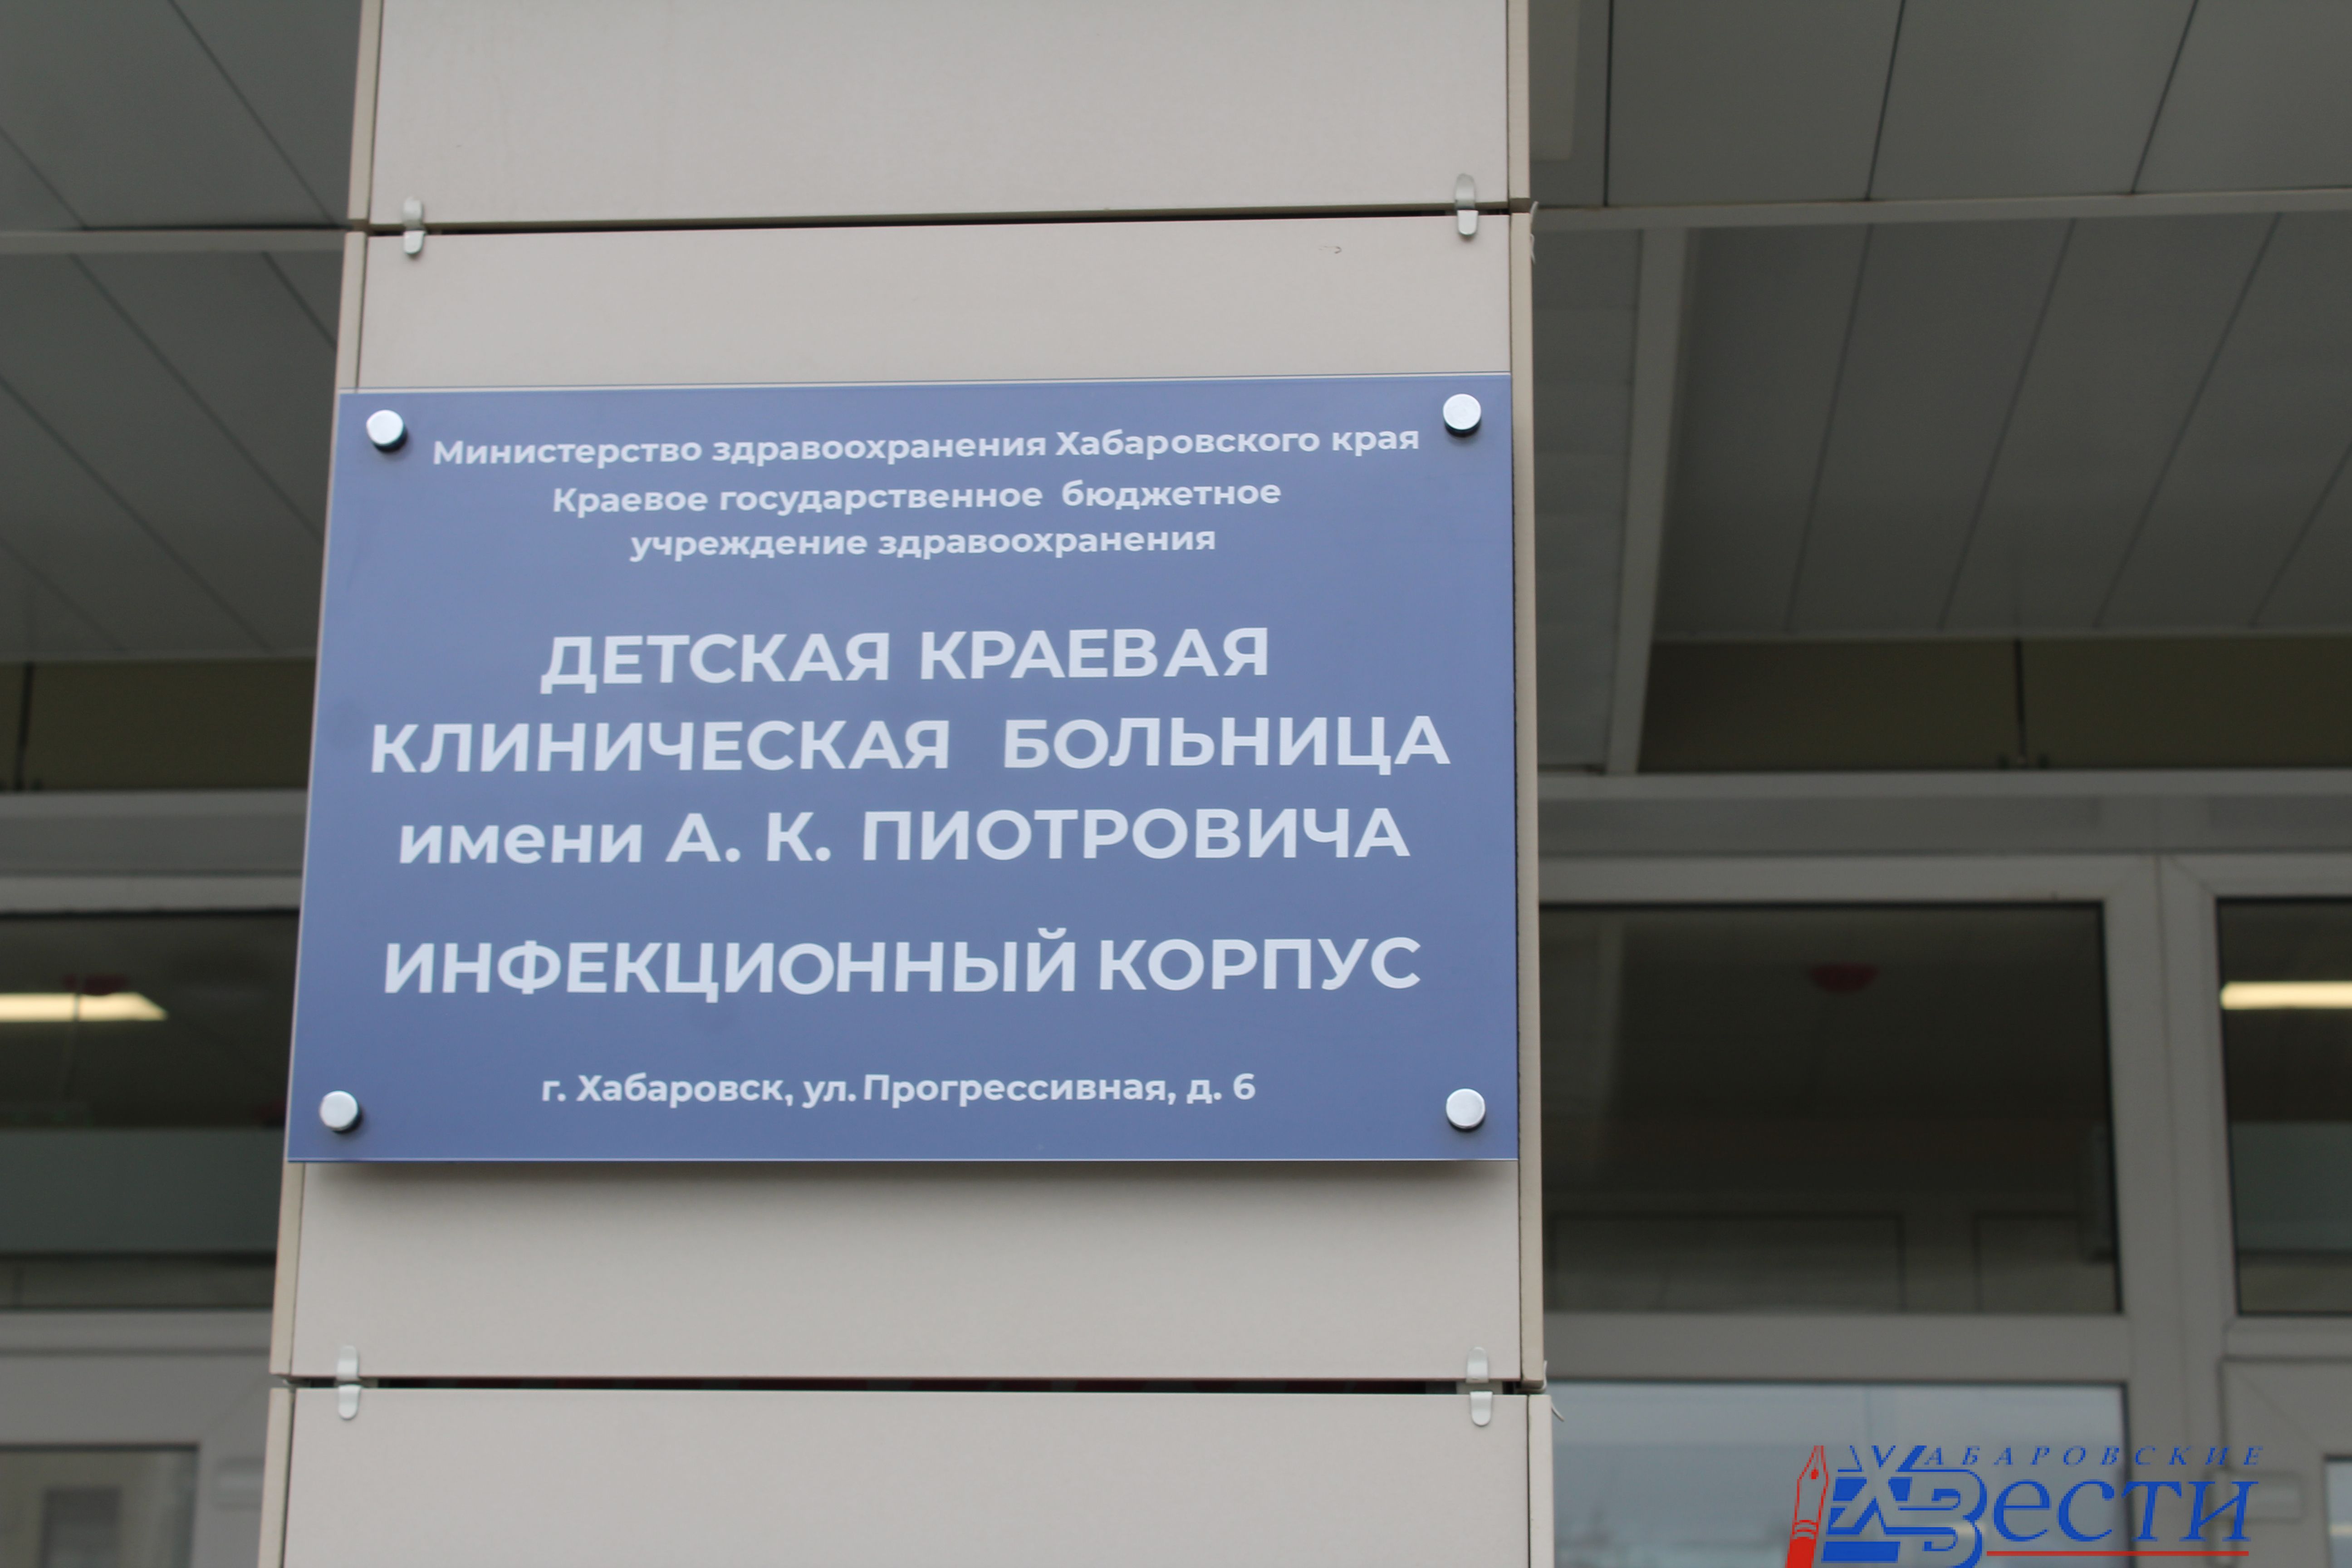 Министерство здравоохранения Хабаровского края
Краевое государственное бюджетное
учреждение здравоохранения
ДЕТСКАЯ КРАЕВАЯ
КЛИНИЧЕСКАЯ БОЛЬНИЦА
имени А. К. ПИОТРОВИЧА
ИНФЕКЦИОННЫЙ КОРПУС
г. Хабаровск, ул. Прогрессивная, д. 6
ХАБАРОВСКИЕ
ВЕСТИ